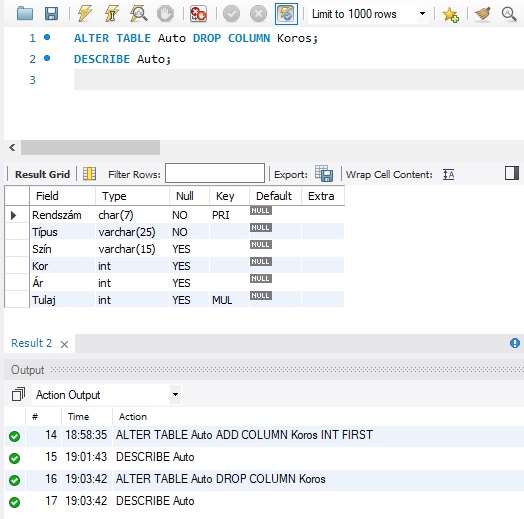 Limit to 1000 rows
1 ALTER TABLE Auto DROP COLUMN Koros;
2 DESCRIBE Auto;
3
Result Grid Filter Rows: Export: Wrap Cell Content: IA
Field Type Null Key Default Extra
Rendszám char(7) NO PRI NULL
Típus varchar(25) NO NULL
Szín varchar(15) YES NULL
Kor int YES NULL
Ár int YES NULL
Tulaj int YES MUL NULL
Result 2
Output
Action Output
# Time Action
14 18:58:35 ALTER TABLE Auto ADD COLUMN Koros INT FIRST
15 19:01:43 DESCRIBE Auto
16 19:03:42 ALTER TABLE Auto DROP COLUMN Koros
17 19:03:42 DESCRIBE Auto